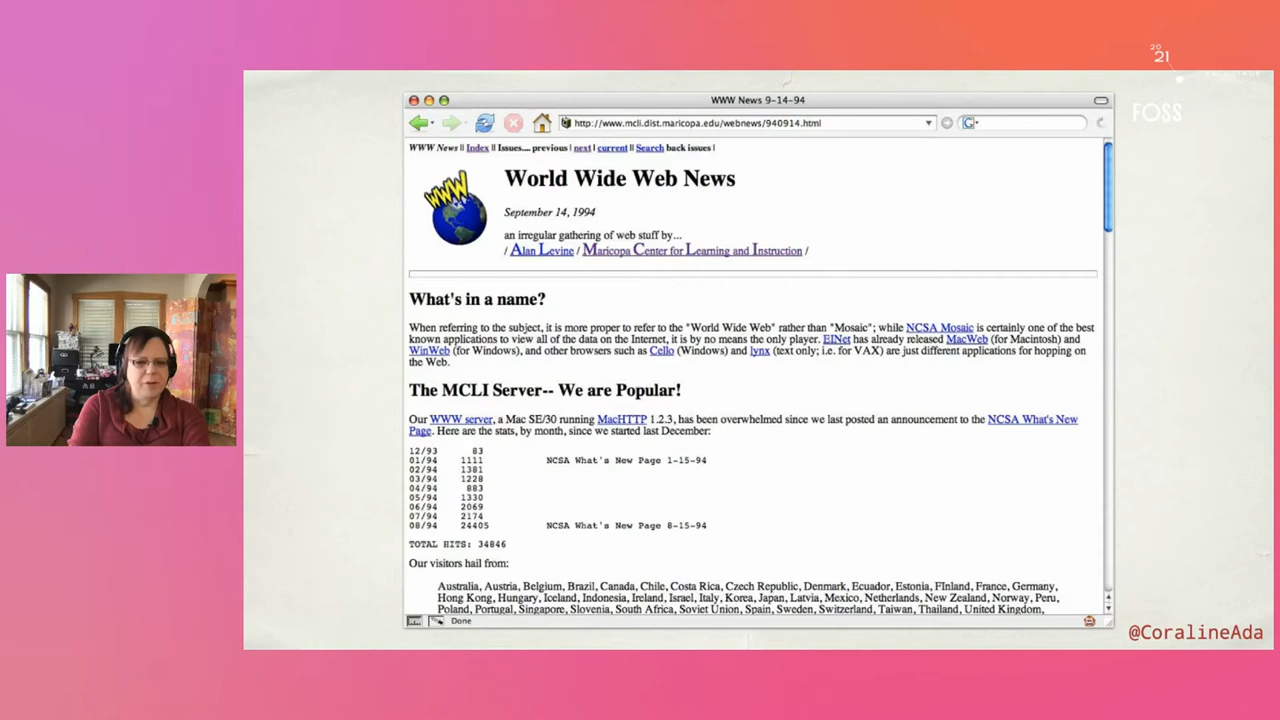 20
21
FOSS
WWW News 9-14-94
http://www.mcli.dist.maricopa.edu/webnews/940914.html
WWW News || Index || Issues.... previous | next | current || Search back issues |
World Wide Web News
September 14, 1994
an irregular gathering of web stuff by...
/ Alan Levine / Maricopa Center for Learning and Instruction /
What's in a name?
When referring to the subject, it is more proper to refer to the "World Wide Web" rather than "Mosaic"; while NCSA Mosaic is certainly one of the best
known applications to view all of the data on the Internet, it is by no means the only player. EINet has already released MacWeb (for Macintosh) and
WinWeb (for Windows), and other browsers such as Cello (Windows) and lynx (text only; i.e. for VAX) are just different applications for hopping on
the Web.
The MCLI Server-- We are Popular!
Our WWW server, a Mac SE/30 running MacHTTP 1.2.3, has been overwhelmed since we last posted an announcement to the NCSA What's New
Page. Here are the stats, by month, since we started last December:
12/93 83
01/94 1111 NCSA What's New Page 1-15-94
02/94 1381
03/94 1228
04/94 883
05/94 1330
06/94 2069
07/94 2174
08/94 24405 NCSA What's New Page 8-15-94
TOTAL HITS: 34846
Our visitors hail from:
Australia, Austria, Belgium, Brazil, Canada, Chile, Costa Rica, Czech Republic, Denmark, Ecuador, Estonia, FInland, France, Germany,
Hong Kong, Hungary, Iceland, Indonesia, Ireland, Israel, Italy, Korea, Japan, Latvia, Mexico, Netherlands, New Zealand, Norway, Peru,
Poland, Portugal, Singapore, Slovenia, South Africa, Soviet Union, Spain, Sweden, Switzerland, Taiwan, Thailand, United Kingdom,
Done
@CoralineAda